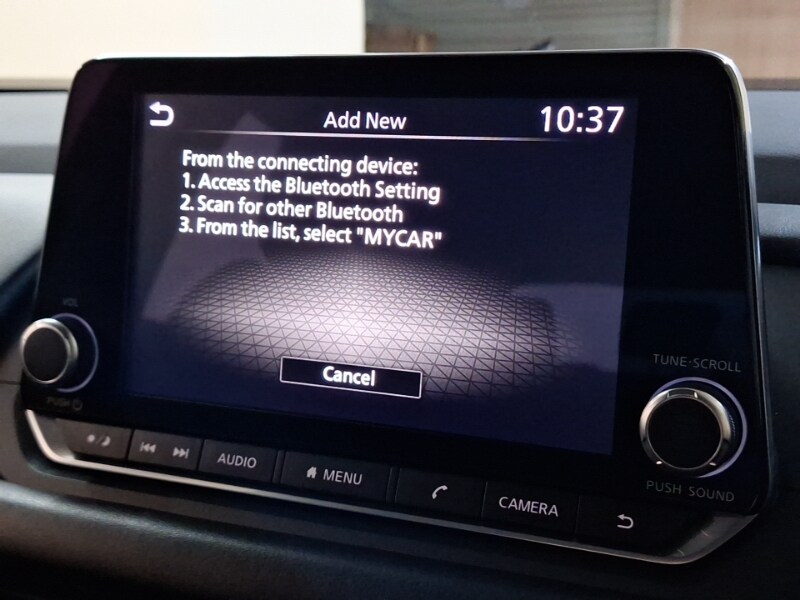 Add New
10:37
From the connecting device:
1. Access the Bluetooth Setting
2. Scan for other Bluetooth
3. From the list, select "MYCAR"
Cancel
VOL
PUSH
TUNE·SCROLL
PUSH SOUND
AUDIO
MENU
CAMERA